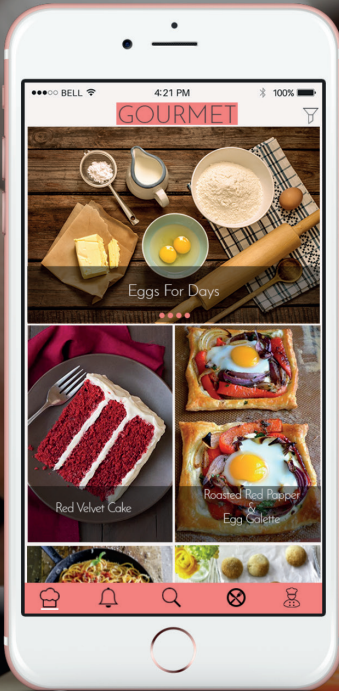 ●●●○○ BELL 4:21 PM 100%
GOURMET
Eggs For Days
Red Velvet Cake
Roasted Red Papper
&
Egg Galette